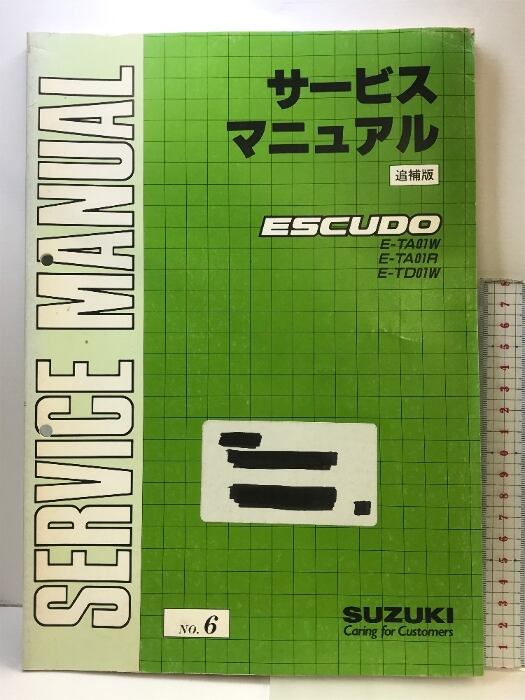 SERVICE MANUAL
サービス
マニュアル
追補版
ESCUDO
E-TA01W
E-TA01R
E-TD01W
NO. 6
SUZUKI
Caring for Customers